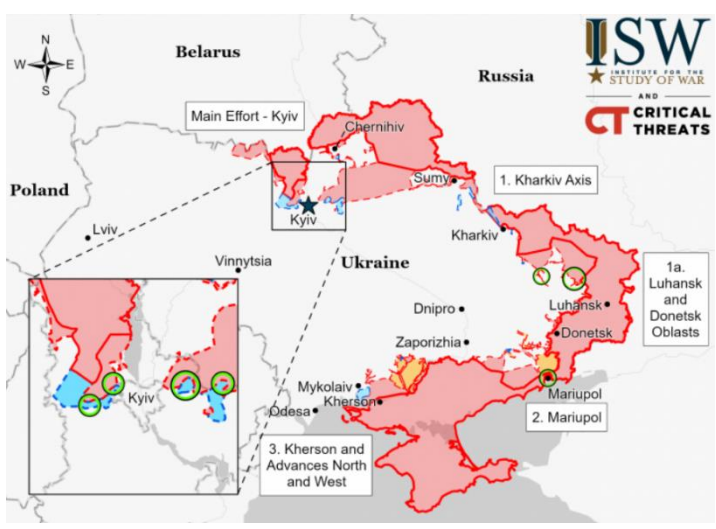 N
W E
S
Belarus
Russia
ISW
INSTITUTE FOR THE
STUDY OF WAR
AND
CT CRITICAL
THREATS
Main Effort - Kyiv
Chernihiv
Poland
Sumy
1. Kharkiv Axis
Kyiv
Lviv
Kharkiv
Vinnytsia
Ukraine
1a.
Luhansk
and
Donetsk
Oblasts
Dnipro
Luhansk
Donetsk
Zaporizhia
Kyiv
Mykolaiv
Kherson
Odesa
Mariupol
2. Mariupol
3. Kherson and
Advances North
and West